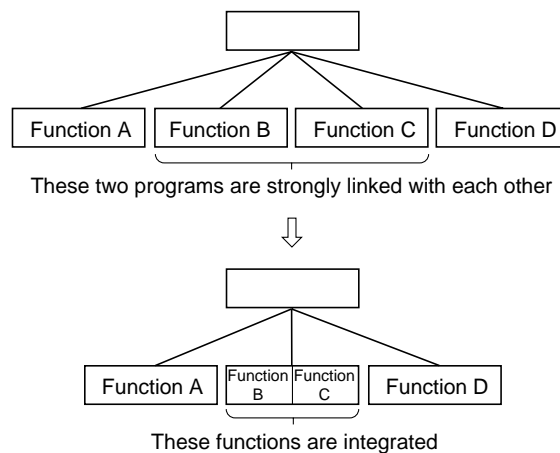 Function A Function B Function C Function D
These two programs are strongly linked with each other
Function A Function B Function C Function D
These functions are integrated